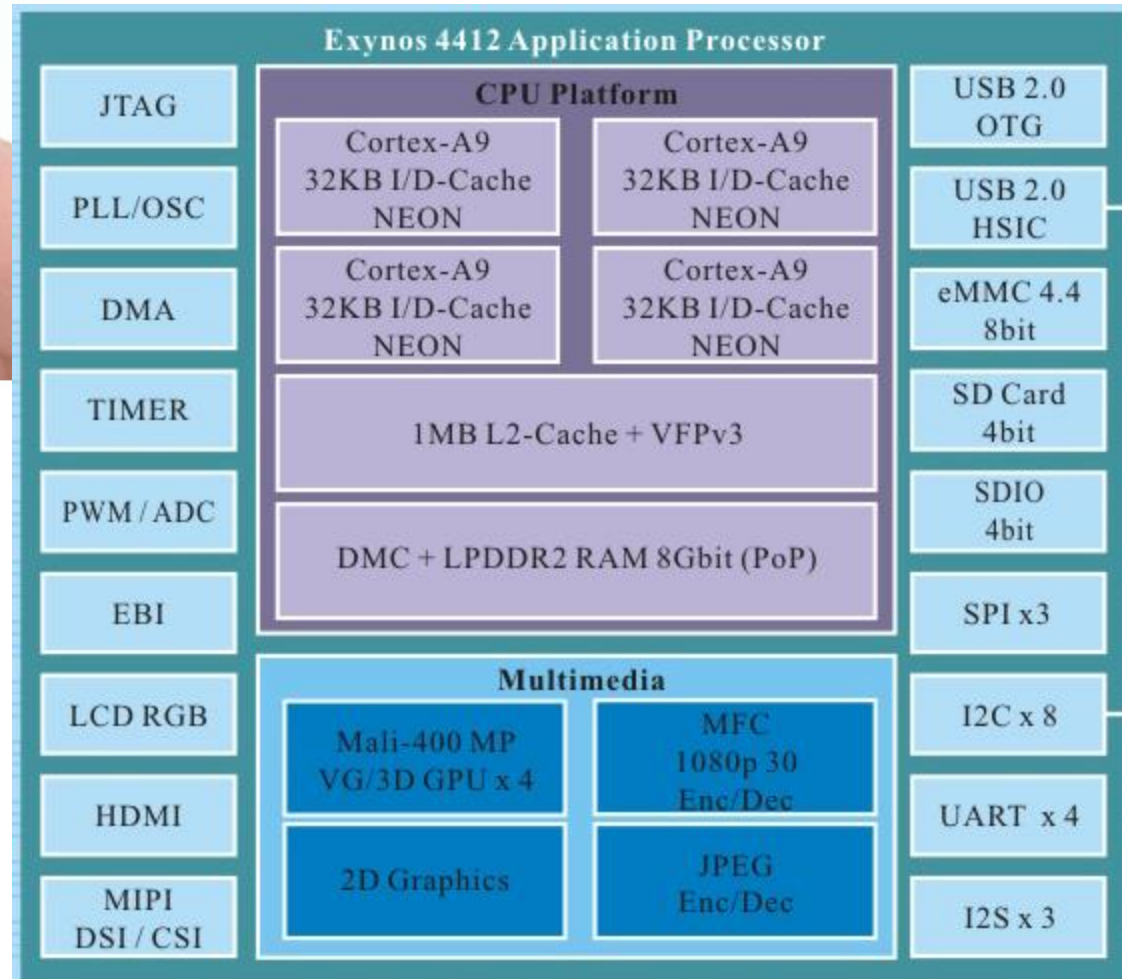 Exynos 4412 Application Processor
JTAG
PLL/OSC
DMA
TIMER
PWM / ADC
EBI
LCD RGB
HDMI
MIPI
DSI / CSI
CPU Platform
Cortex-A9
32KB I/D-Cache
NEON
Cortex-A9
32KB I/D-Cache
NEON
Cortex-A9
32KB I/D-Cache
NEON
Cortex-A9
32KB I/D-Cache
NEON
1MB L2-Cache + VFPv3
DMC + LPDDR2 RAM 8Gbit (PoP)
Multimedia
Mali-400 MP
VG/3D GPU x 4
MFC
1080p 30
Enc/Dec
2D Graphics
JPEG
Enc/Dec
USB 2.0
OTG
USB 2.0
HSIC
eMMC 4.4
8bit
SD Card
4bit
SDIO
4bit
SPI x3
I2C x 8
UART x 4
I2S x 3